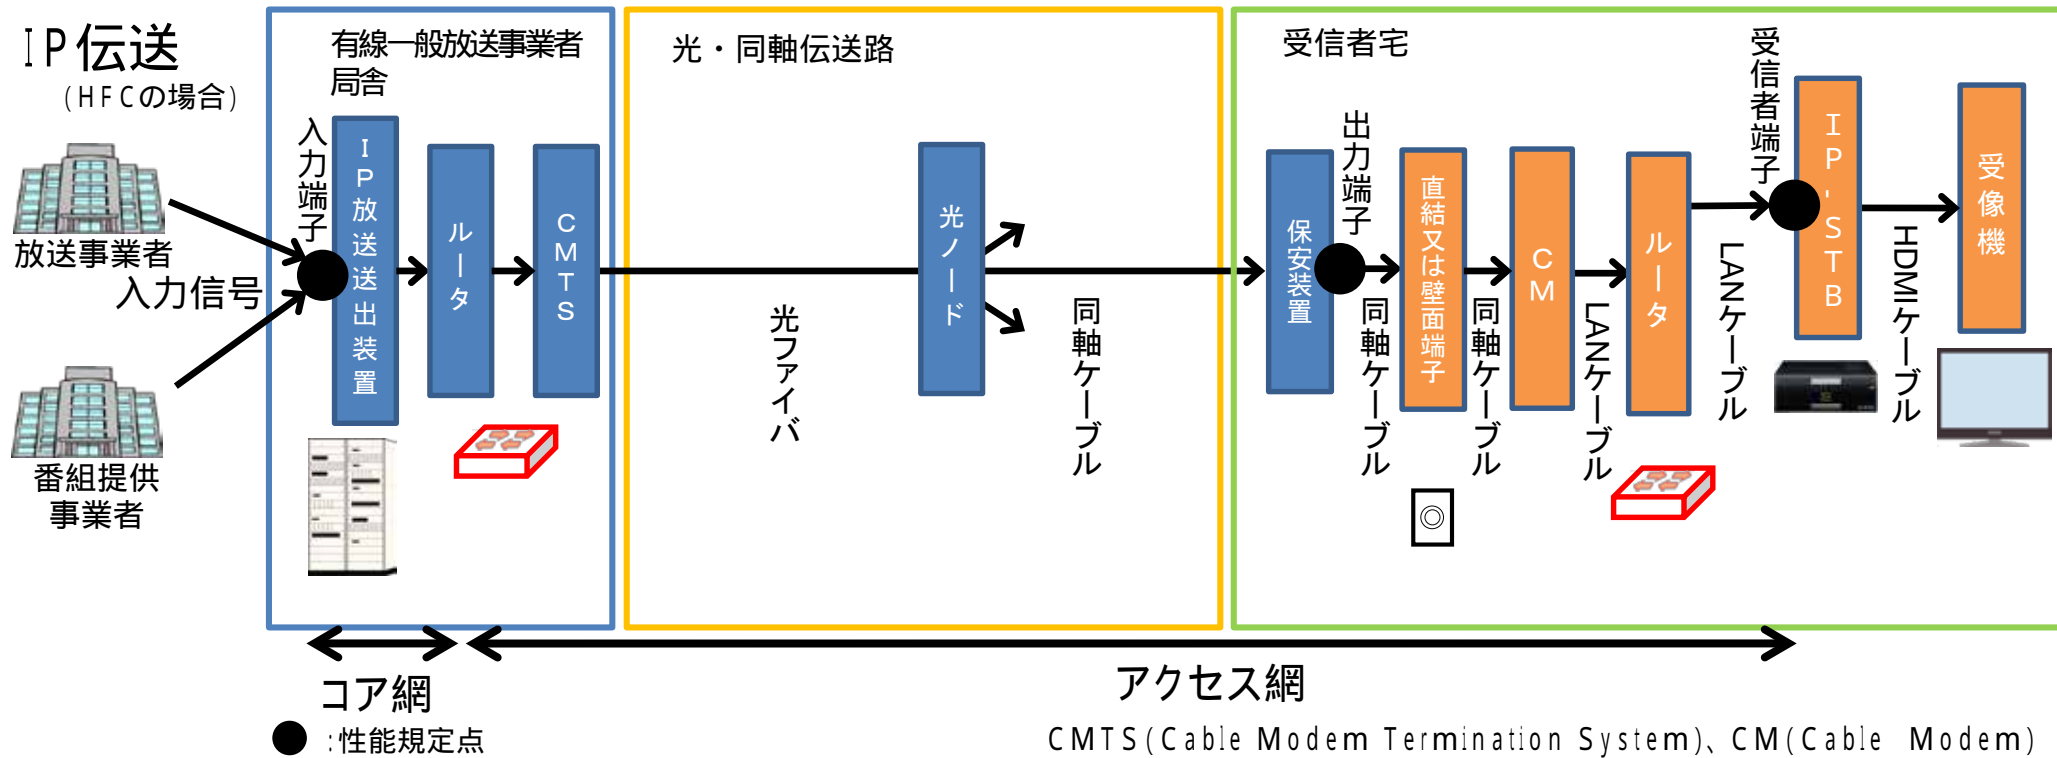 IP伝送
(HFCの場合)
放送事業者
入力信号
番組提供
事業者
有線一般放送事業者
局舎
入力端子
IP放送送出装置
ルータ
CMTS
光・同軸伝送路
光ファイバ
光ノード
同軸ケーブル
受信者宅
保安装置
出力端子
同軸ケーブル
直結又は壁面端子
同軸ケーブル
CM
LANケーブル
ルータ
LANケーブル
受信者端子
IP-STB
HDMIケーブル
受像機
コア網
アクセス網
:性能規定点
CMTS(Cable Modem Termination System)、CM(Cable Modem)